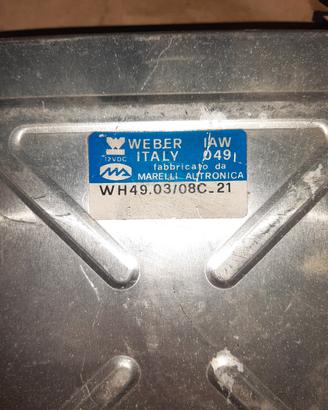 WEBER IAW
12VDC ITALY 049
fabbricato da
MARELLI AUTRONICA
WH49.03/08C_21